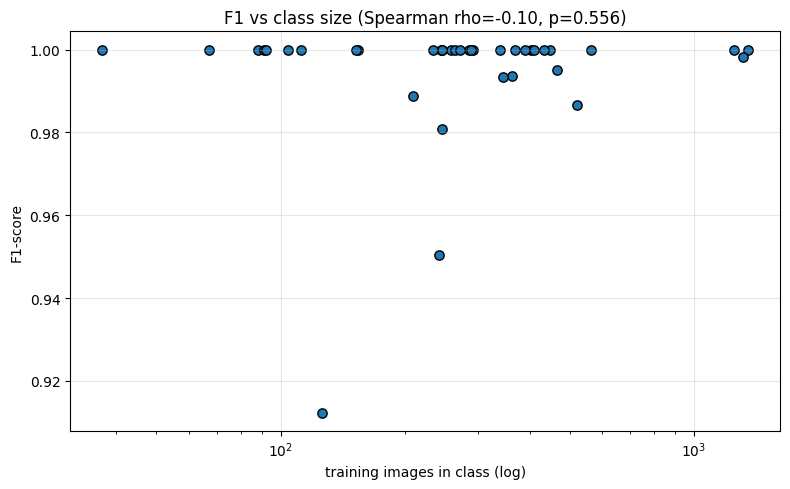 F1 vs class size (Spearman rho=-0.10, p=0.556)
1.00
0.98
0.96
0.94
0.92
F1-score
10²
10³
training images in class (log)